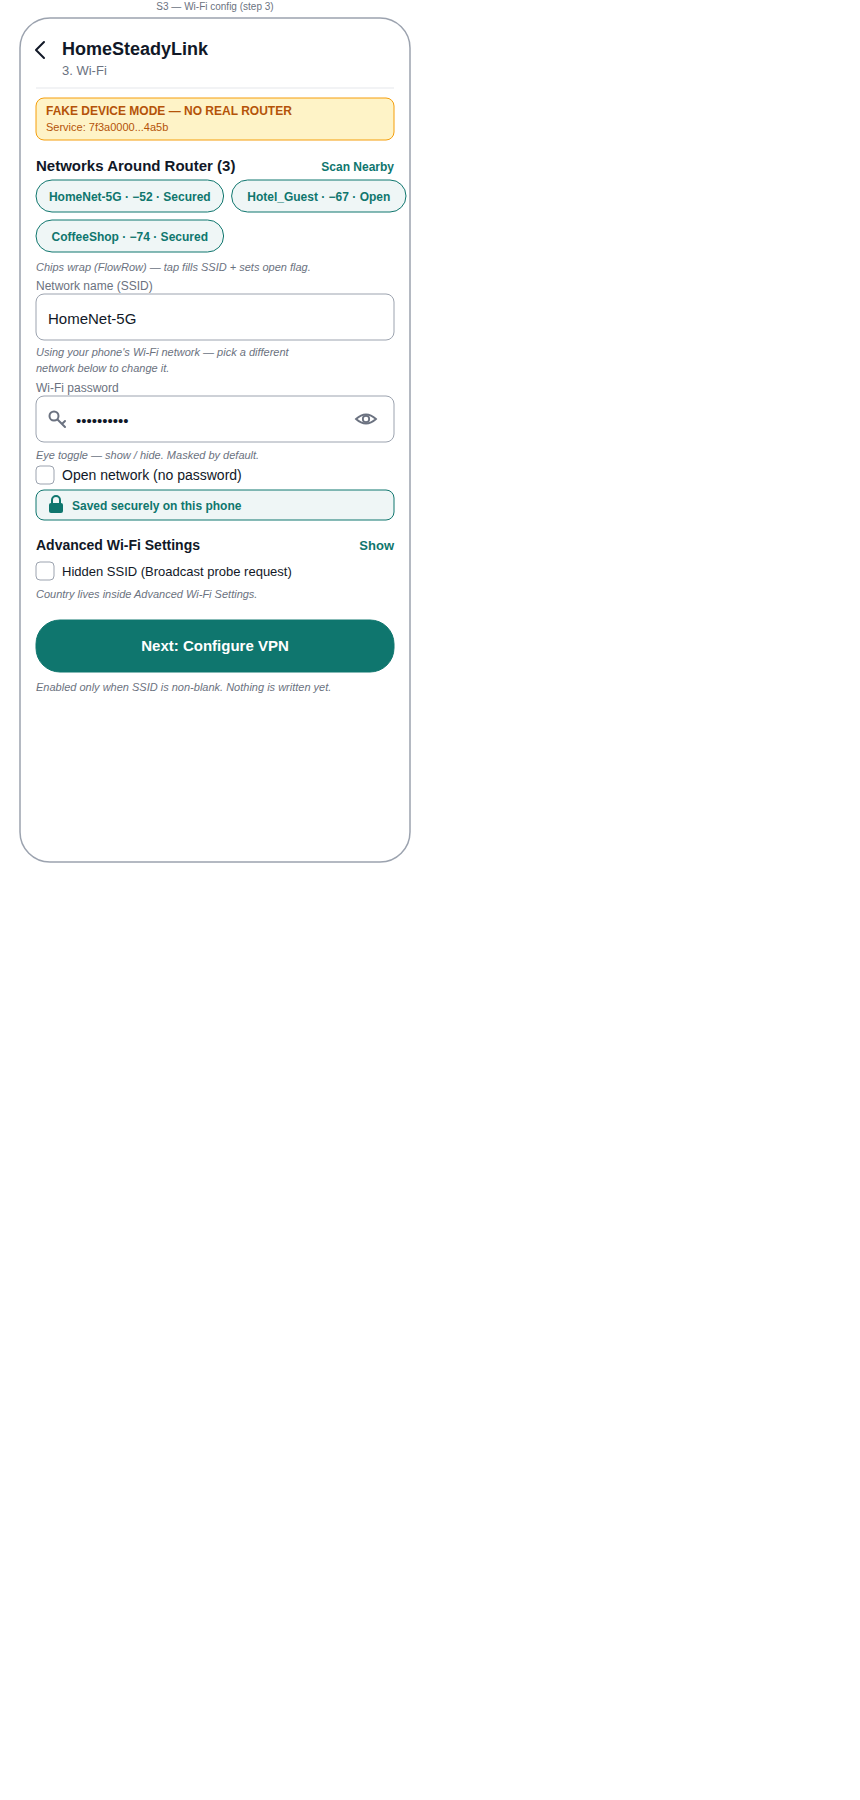 S3 — Wi-Fi config (step 3)
HomeSteadyLink
3. Wi-Fi
FAKE DEVICE MODE — NO REAL ROUTER
Service: 7f3a0000...4a5b
Networks Around Router (3)
Scan Nearby
HomeNet-5G · −52 · Secured
Hotel_Guest · −67 · Open
CoffeeShop · −74 · Secured
Chips wrap (FlowRow) — tap fills SSID + sets open flag.
Network name (SSID)
HomeNet-5G
Using your phone's Wi-Fi network — pick a different
network below to change it.
Wi-Fi password
••••••••••
Eye toggle — show / hide. Masked by default.
Open network (no password)
Saved securely on this phone
Advanced Wi-Fi Settings
Show
Hidden SSID (Broadcast probe request)
Country lives inside Advanced Wi-Fi Settings.
Next: Configure VPN
Enabled only when SSID is non-blank. Nothing is written yet.